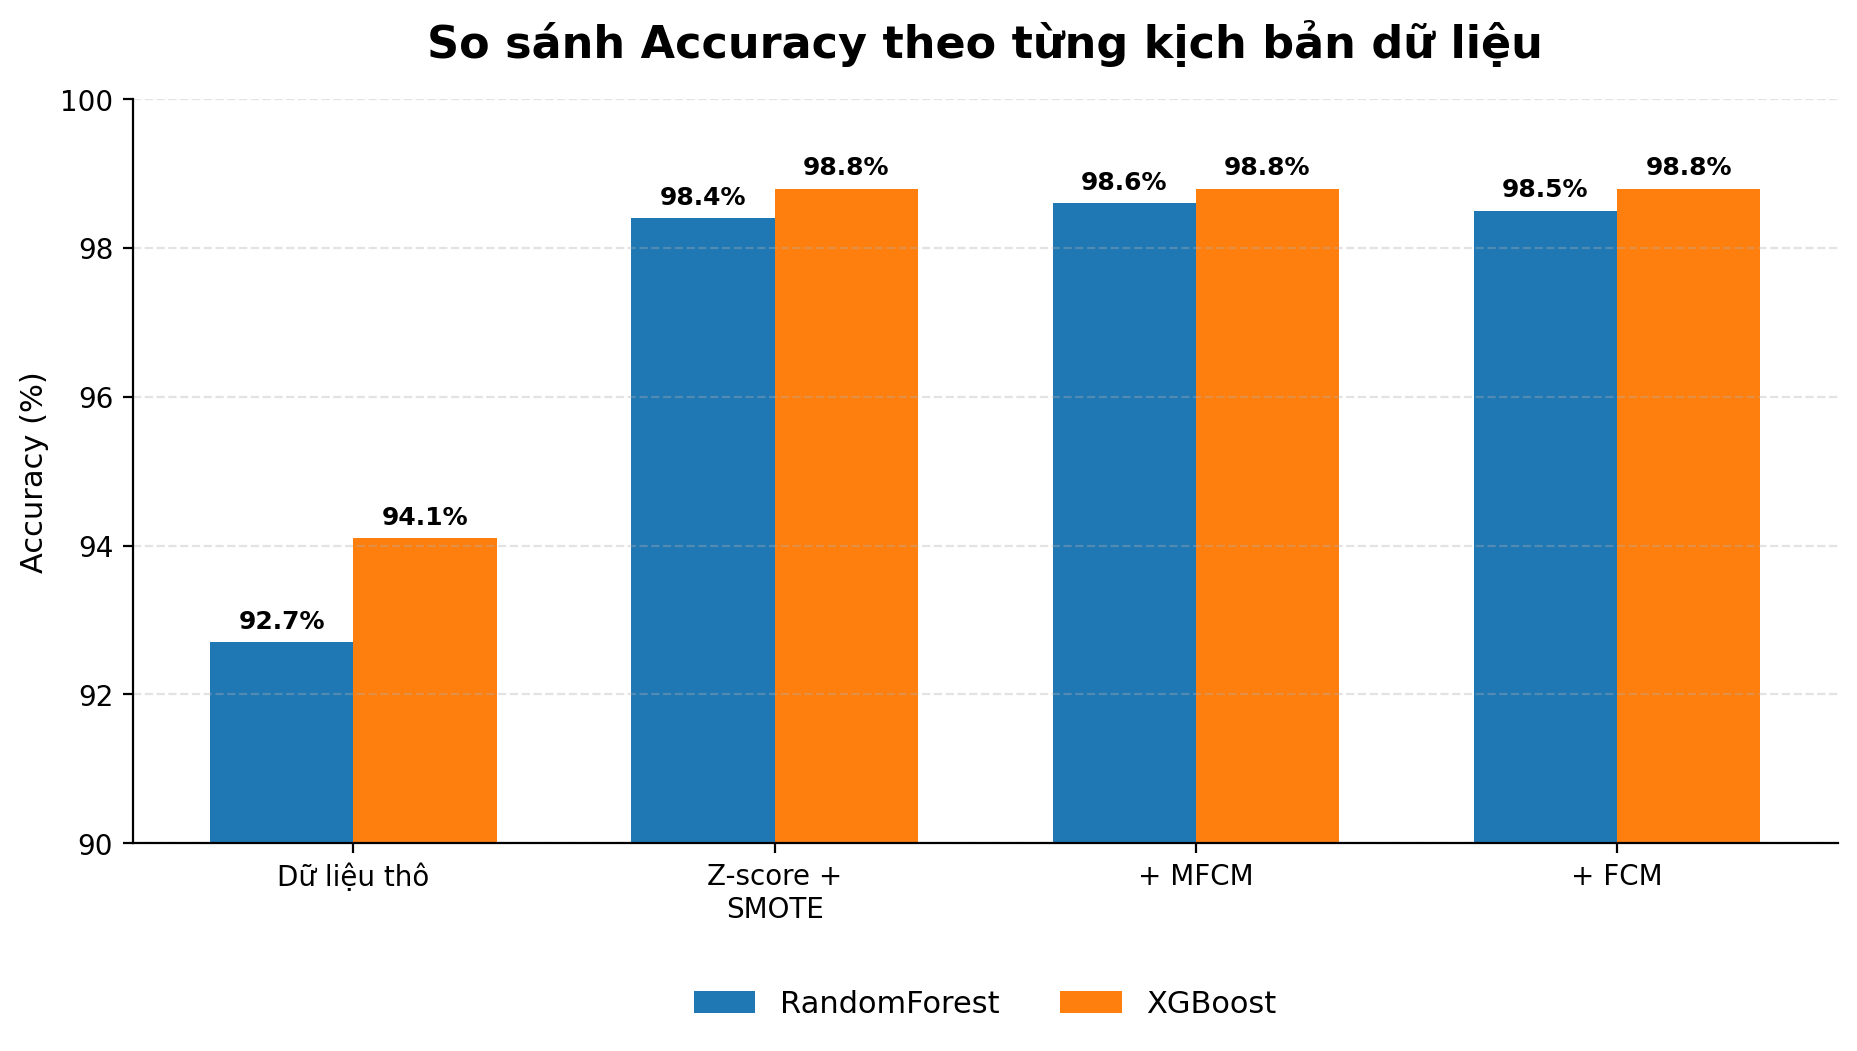 So sánh Accuracy theo từng kịch bản dữ liệu
Accuracy (%)
100
98
96
94
92
90
92.7%
94.1%
98.4%
98.8%
98.6%
98.8%
98.5%
98.8%
Dữ liệu thô
Z-score +
SMOTE
+ MFCM
+ FCM
RandomForest
XGBoost